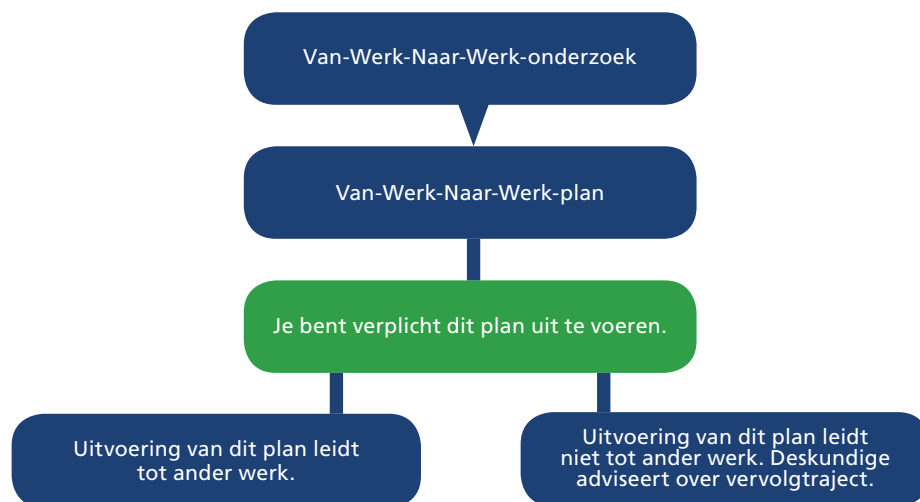 Van-Werk-Naar-Werk-onderzoek
Van-Werk-Naar-Werk-plan
Je bent verplicht dit plan uit te voeren.
Uitvoering van dit plan leidt
tot ander werk.
Uitvoering van dit plan leidt
niet tot ander werk. Deskundige
adviseert over vervolgtraject.